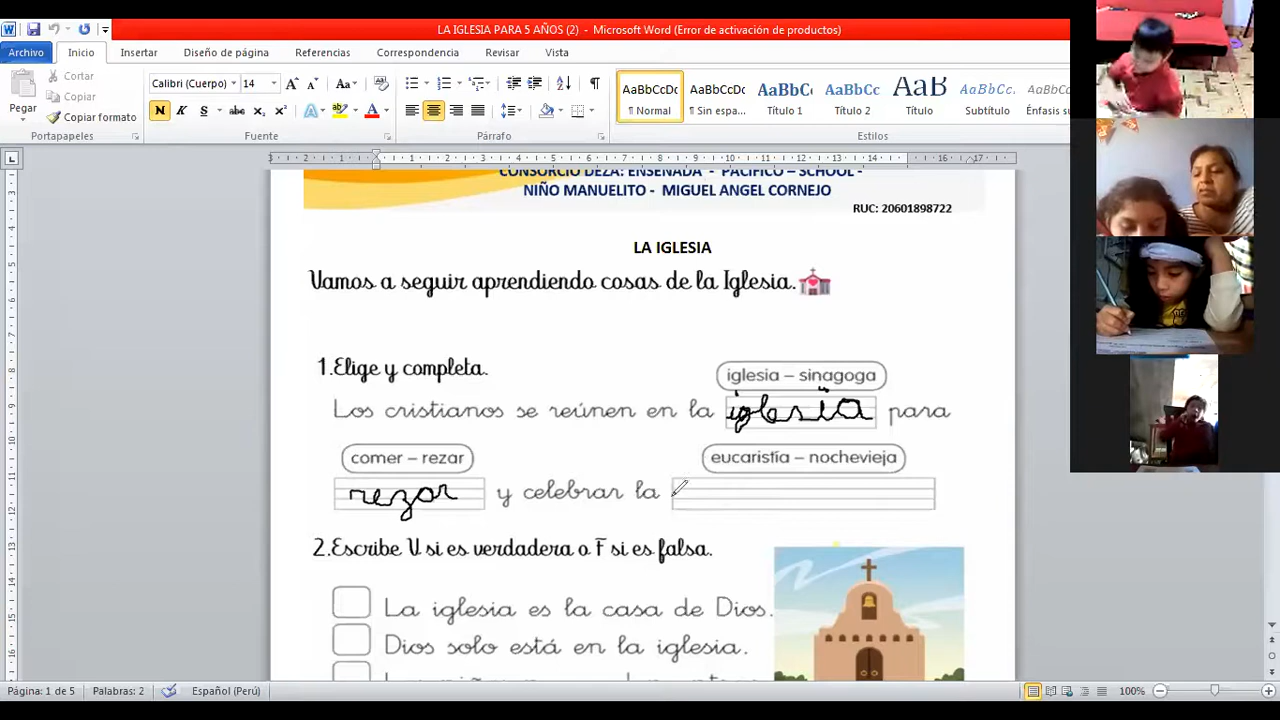 LA IGLESIA PARA 5 AÑOS (2) - Microsoft Word (Error de activación de productos)
Archivo Inicio Insertar Diseño de página Referencias Correspondencia Revisar Vista
Pegar
Cortar
Copiar
Copiar formato
Portapapeles
Calibri (Cuerpo) 14
Fuente
Párrafo
AaBbCcDc AaBbCcDc AaBbC AaBbCc AaB AaBbCc. AaBbCc
¶ Normal ¶ Sin espa... Título 1 Título 2 Título Subtítulo Énfasis su
Estilos
CONSORCIO DEZA: ENSENADA - PACIFICO – SCHOOL -
NIÑO MANUELITO - MIGUEL ANGEL CORNEJO
RUC: 20601898722
LA IGLESIA
Vamos a seguir aprendiendo cosas de la Iglesia.
1.Elige y completa.
iglesia – sinagoga
Los cristianos se reúnen en la iglesia para
comer – rezar
eucaristía – nochevieja
rezar y celebrar la
2.Escribe V si es verdadera o F si es falsa.
La iglesia es la casa de Dios.
Dios solo está en la iglesia.
Página: 1 de 5 Palabras: 2 Español (Perú) 100%